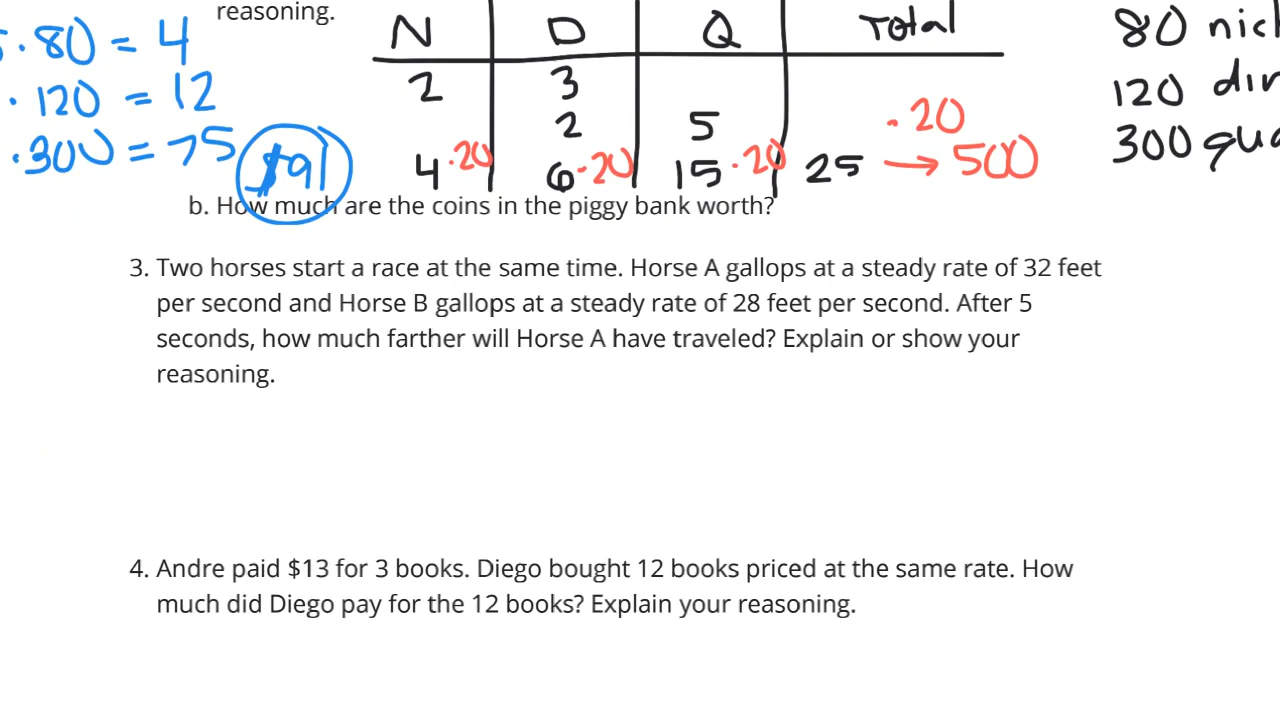 reasoning.
N D Q Total
2 3
2 5
4 ·20 6 ·20 15 ·20 25 → 500
·20
·80 = 4
· 120 = 12
·300 = 75
$91
80
120
300
b. How much are the coins in the piggy bank worth?
3. Two horses start a race at the same time. Horse A gallops at a steady rate of 32 feet
per second and Horse B gallops at a steady rate of 28 feet per second. After 5
seconds, how much farther will Horse A have traveled? Explain or show your
reasoning.
4. Andre paid $13 for 3 books. Diego bought 12 books priced at the same rate. How
much did Diego pay for the 12 books? Explain your reasoning.